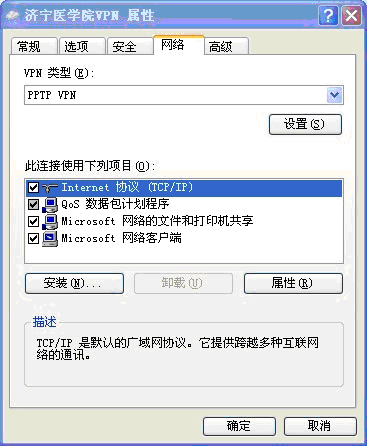 济宁医学院VPN 属性
常规
选项
安全
网络
高级
VPN 类型(E):
PPTP VPN
设置(S)
此连接使用下列项目(O):
Internet 协议 (TCP/IP)
QoS 数据包计划程序
Microsoft 网络的文件和打印机共享
Microsoft 网络客户端
安装(N)...
卸载(U)
属性(R)
描述
TCP/IP 是默认的广域网协议。它提供跨越多种互联网
络的通讯。
确定
取消